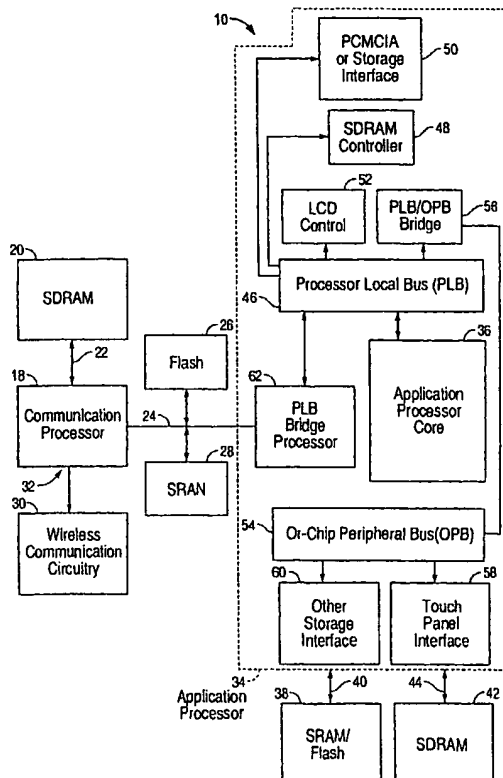 10
PCMCIA
or Storage
Interface
50
SDRAM
Controller
48
52
LCD
Control
PLB/OPB
Bridge
56
20
SDRAM
Processor Local Bus (PLB)
46
22
26
Flash
36
18
Communication
Processor
24
62
PLB
Bridge
Processor
Application
Processor
Core
32
28
SRAN
30
Wireless
Communication
Circuitry
54
Or-Chip Peripheral Bus(OPB)
60
Other
Storage
Interface
58
Touch
Panel
Interface
34
Application
Processor
40
44
38
SRAM/
Flash
42
SDRAM